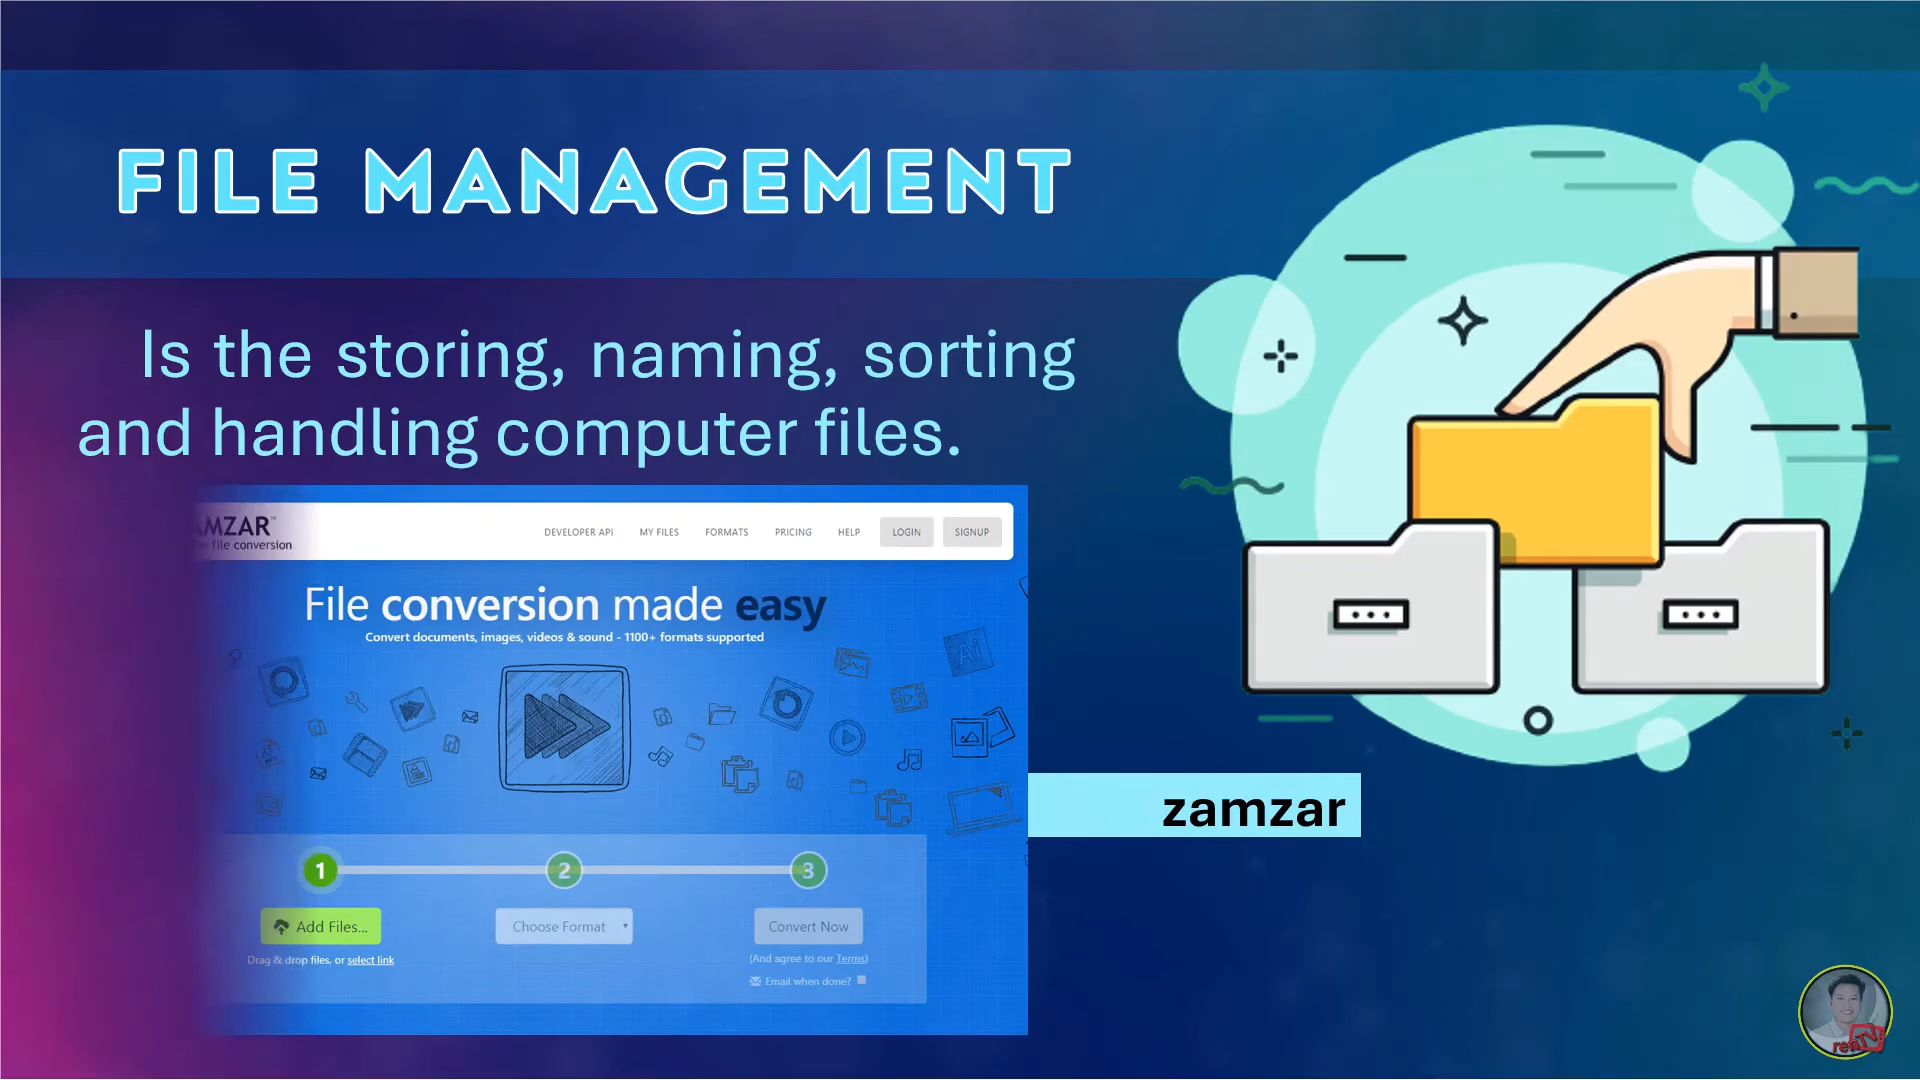 FILE MANAGEMENT
Is the storing, naming, sorting
and handling computer files.
AMZAR™
file conversion
DEVELOPER API MY FILES FORMATS PRICING HELP LOGIN SIGNUP
File conversion made easy
Convert documents, images, videos & sound - 1100+ formats supported
Ai
zamzar
1 2 3
Add Files... Choose Format Convert Now
Drag & drop files, or select link
(And agree to our Terms)
Email when done?
renTV